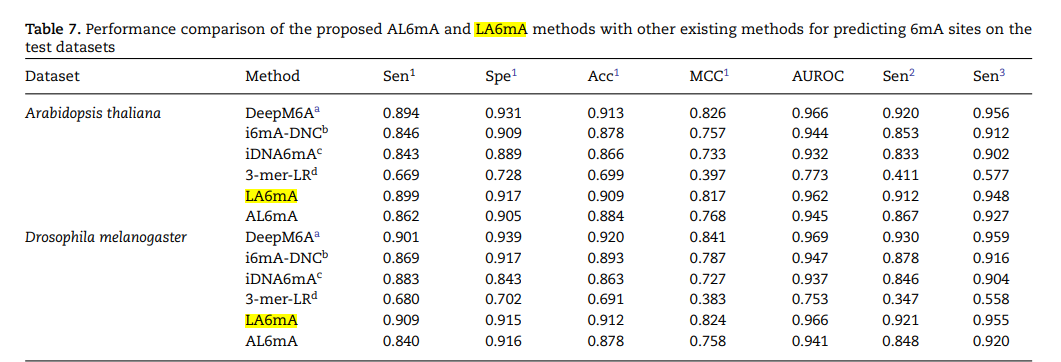 Table 7. Performance comparison of the proposed AL6mA and LA6mA methods with other existing methods for predicting 6mA sites on the
test datasets
Dataset Method Sen¹ Spe¹ Acc¹ MCC¹ AUROC Sen² Sen³
Arabidopsis thaliana DeepM6Aᵃ 0.894 0.931 0.913 0.826 0.966 0.920 0.956
i6mA-DNCᵇ 0.846 0.909 0.878 0.757 0.944 0.853 0.912
iDNA6mAᶜ 0.843 0.889 0.866 0.733 0.932 0.833 0.902
3-mer-LRᵈ 0.669 0.728 0.699 0.397 0.773 0.411 0.577
LA6mA 0.899 0.917 0.909 0.817 0.962 0.912 0.948
AL6mA 0.862 0.905 0.884 0.768 0.945 0.867 0.927
Drosophila melanogaster DeepM6Aᵃ 0.901 0.939 0.920 0.841 0.969 0.930 0.959
i6mA-DNCᵇ 0.869 0.917 0.893 0.787 0.947 0.878 0.916
iDNA6mAᶜ 0.883 0.843 0.863 0.727 0.937 0.846 0.904
3-mer-LRᵈ 0.680 0.702 0.691 0.383 0.753 0.347 0.558
LA6mA 0.909 0.915 0.912 0.824 0.966 0.921 0.955
AL6mA 0.840 0.916 0.878 0.758 0.941 0.848 0.920